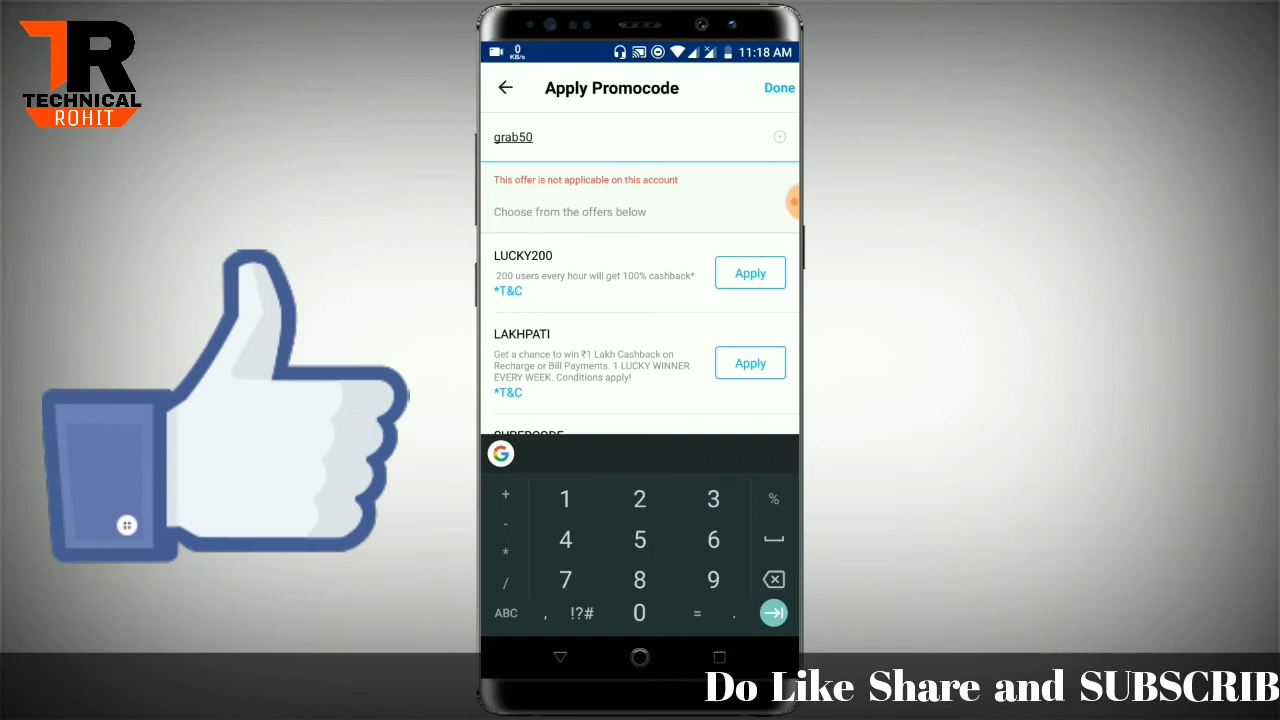 TR
TECHNICAL
ROHIT
0
KB/s
11:18 AM
Apply Promocode
Done
grab50
This offer is not applicable on this account
Choose from the offers below
LUCKY200
200 users every hour will get 100% cashback*
*T&C
Apply
LAKHPATI
Get a chance to win ₹1 Lakh Cashback on
Recharge or Bill Payments. 1 LUCKY WINNER
EVERY WEEK. Conditions apply!
*T&C
Apply
G
+ 1 2 3 %
- 4 5 6
*
/ 7 8 9
ABC , !?# 0 = .
Do Like Share and SUBSCRIB